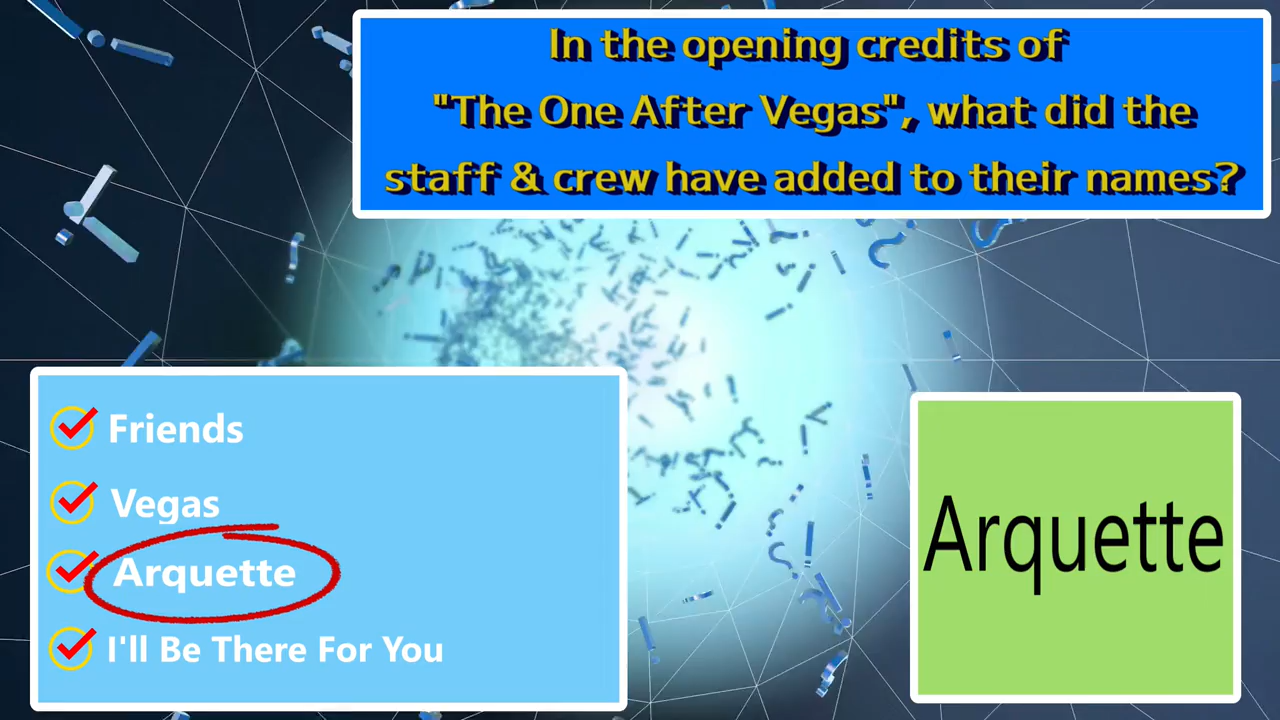 In the opening credits of
"The One After Vegas", what did the
staff & crew have added to their names?
Friends
Vegas
Arquette
I'll Be There For You
Arquette